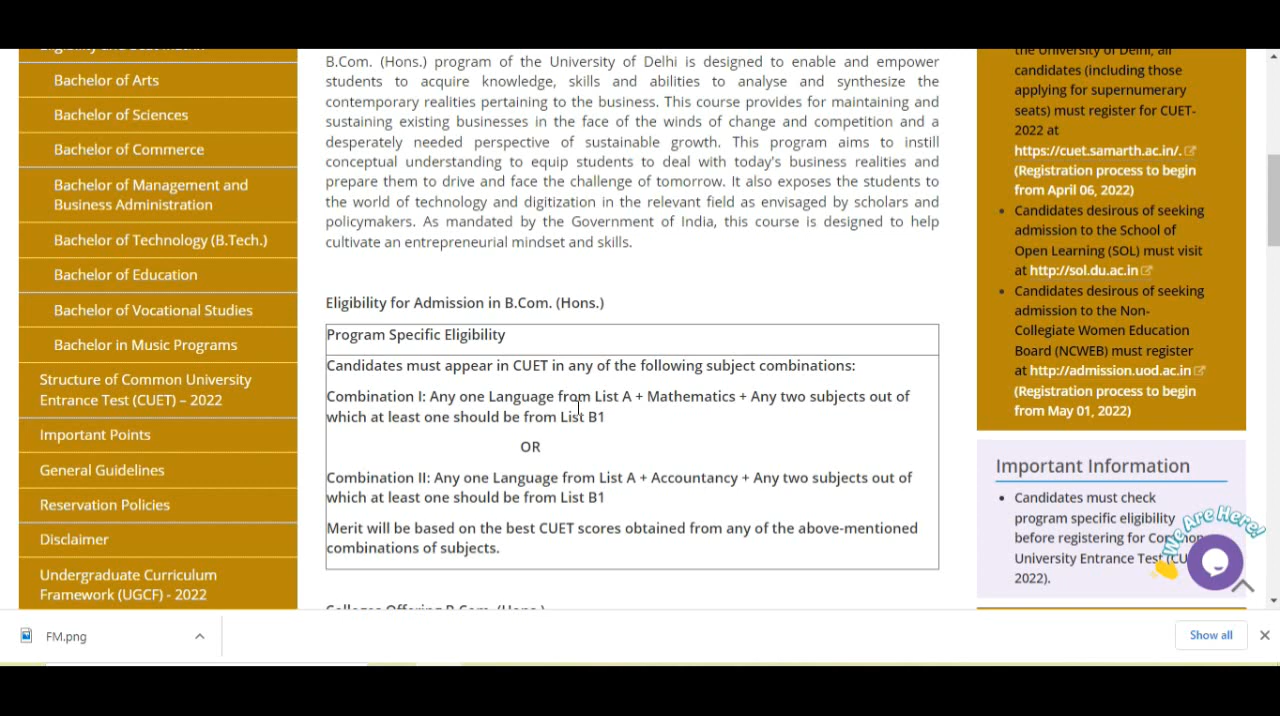 Bachelor of Arts
Bachelor of Sciences
Bachelor of Commerce
Bachelor of Management and
Business Administration
Bachelor of Technology (B.Tech.)
Bachelor of Education
Bachelor of Vocational Studies
Bachelor in Music Programs
Structure of Common University
Entrance Test (CUET) – 2022
Important Points
General Guidelines
Reservation Policies
Disclaimer
Undergraduate Curriculum
Framework (UGCF) - 2022
B.Com. (Hons.) program of the University of Delhi is designed to enable and empower
students to acquire knowledge, skills and abilities to analyse and synthesize the
contemporary realities pertaining to the business. This course provides for maintaining and
sustaining existing businesses in the face of the winds of change and competition and a
desperately needed perspective of sustainable growth. This program aims to instill
conceptual understanding to equip students to deal with today's business realities and
prepare them to drive and face the challenge of tomorrow. It also exposes the students to
the world of technology and digitization in the relevant field as envisaged by scholars and
policymakers. As mandated by the Government of India, this course is designed to help
cultivate an entrepreneurial mindset and skills.
Eligibility for Admission in B.Com. (Hons.)
Program Specific Eligibility
Candidates must appear in CUET in any of the following subject combinations:
Combination I: Any one Language from List A + Mathematics + Any two subjects out of
which at least one should be from List B1
OR
Combination II: Any one Language from List A + Accountancy + Any two subjects out of
which at least one should be from List B1
Merit will be based on the best CUET scores obtained from any of the above-mentioned
combinations of subjects.
Colleges Offering B.Com. (Hons.)
the University of Delhi, all
candidates (including those
applying for supernumerary
seats) must register for CUET-
2022 at
https://cuet.samarth.ac.in/.
(Registration process to begin
from April 06, 2022)
• Candidates desirous of seeking
admission to the School of
Open Learning (SOL) must visit
at http://sol.du.ac.in
• Candidates desirous of seeking
admission to the Non-
Collegiate Women Education
Board (NCWEB) must register
at http://admission.uod.ac.in
(Registration process to begin
from May 01, 2022)
Important Information
• Candidates must check
program specific eligibility
before registering for Common
University Entrance Test (CU
2022).
We Are Here!
FM.png
Show all